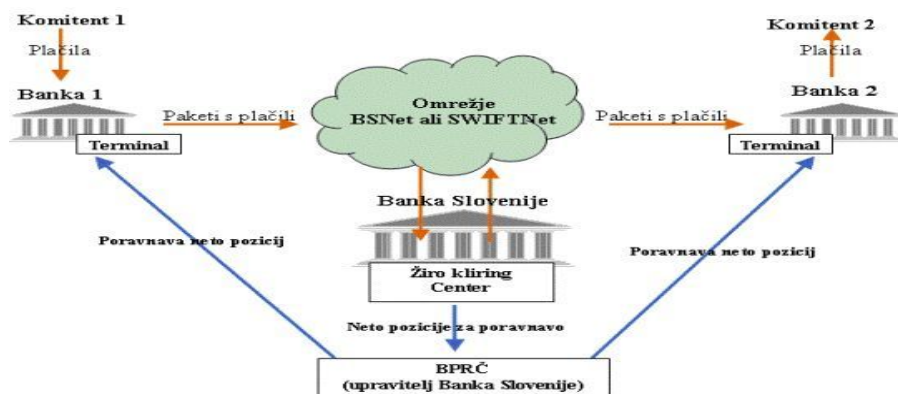 Komitent 1
Komitent 2
Plačila
Plačila
Banka 1
Banka 2
Omrežje
BSNet ali SWIFTNet
Paketi s plačili
Paketi s plačili
Terminal
Terminal
Banka Slovenije
Poravnava neto pozicij
Poravnava neto pozicij
Žiro kliring
Center
Neto pozicije za poravnavo
BPRČ
(upravitelj Banka Slovenije)